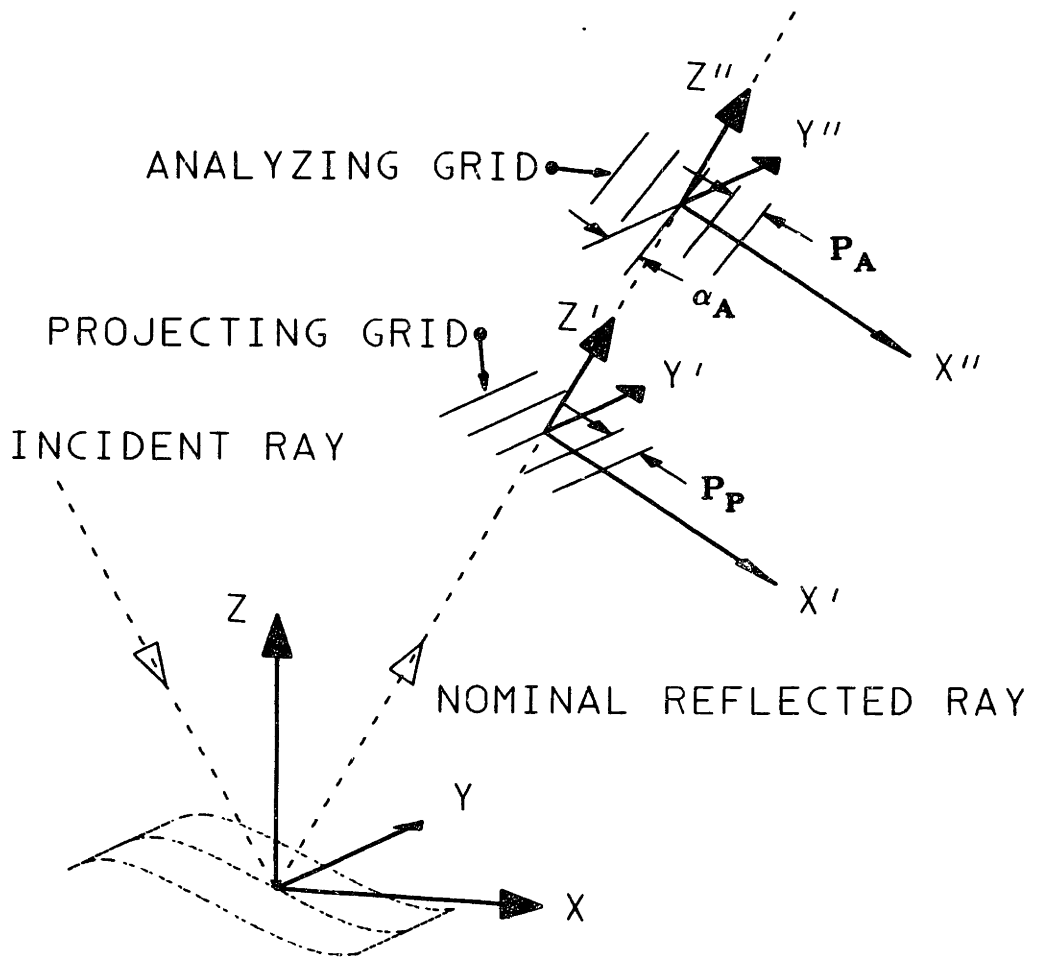 Z"
Y"
ANALYZING GRID
P_A
α_A
Z'
PROJECTING GRID
X"
Y'
INCIDENT RAY
P_P
X'
Z
NOMINAL REFLECTED RAY
Y
X